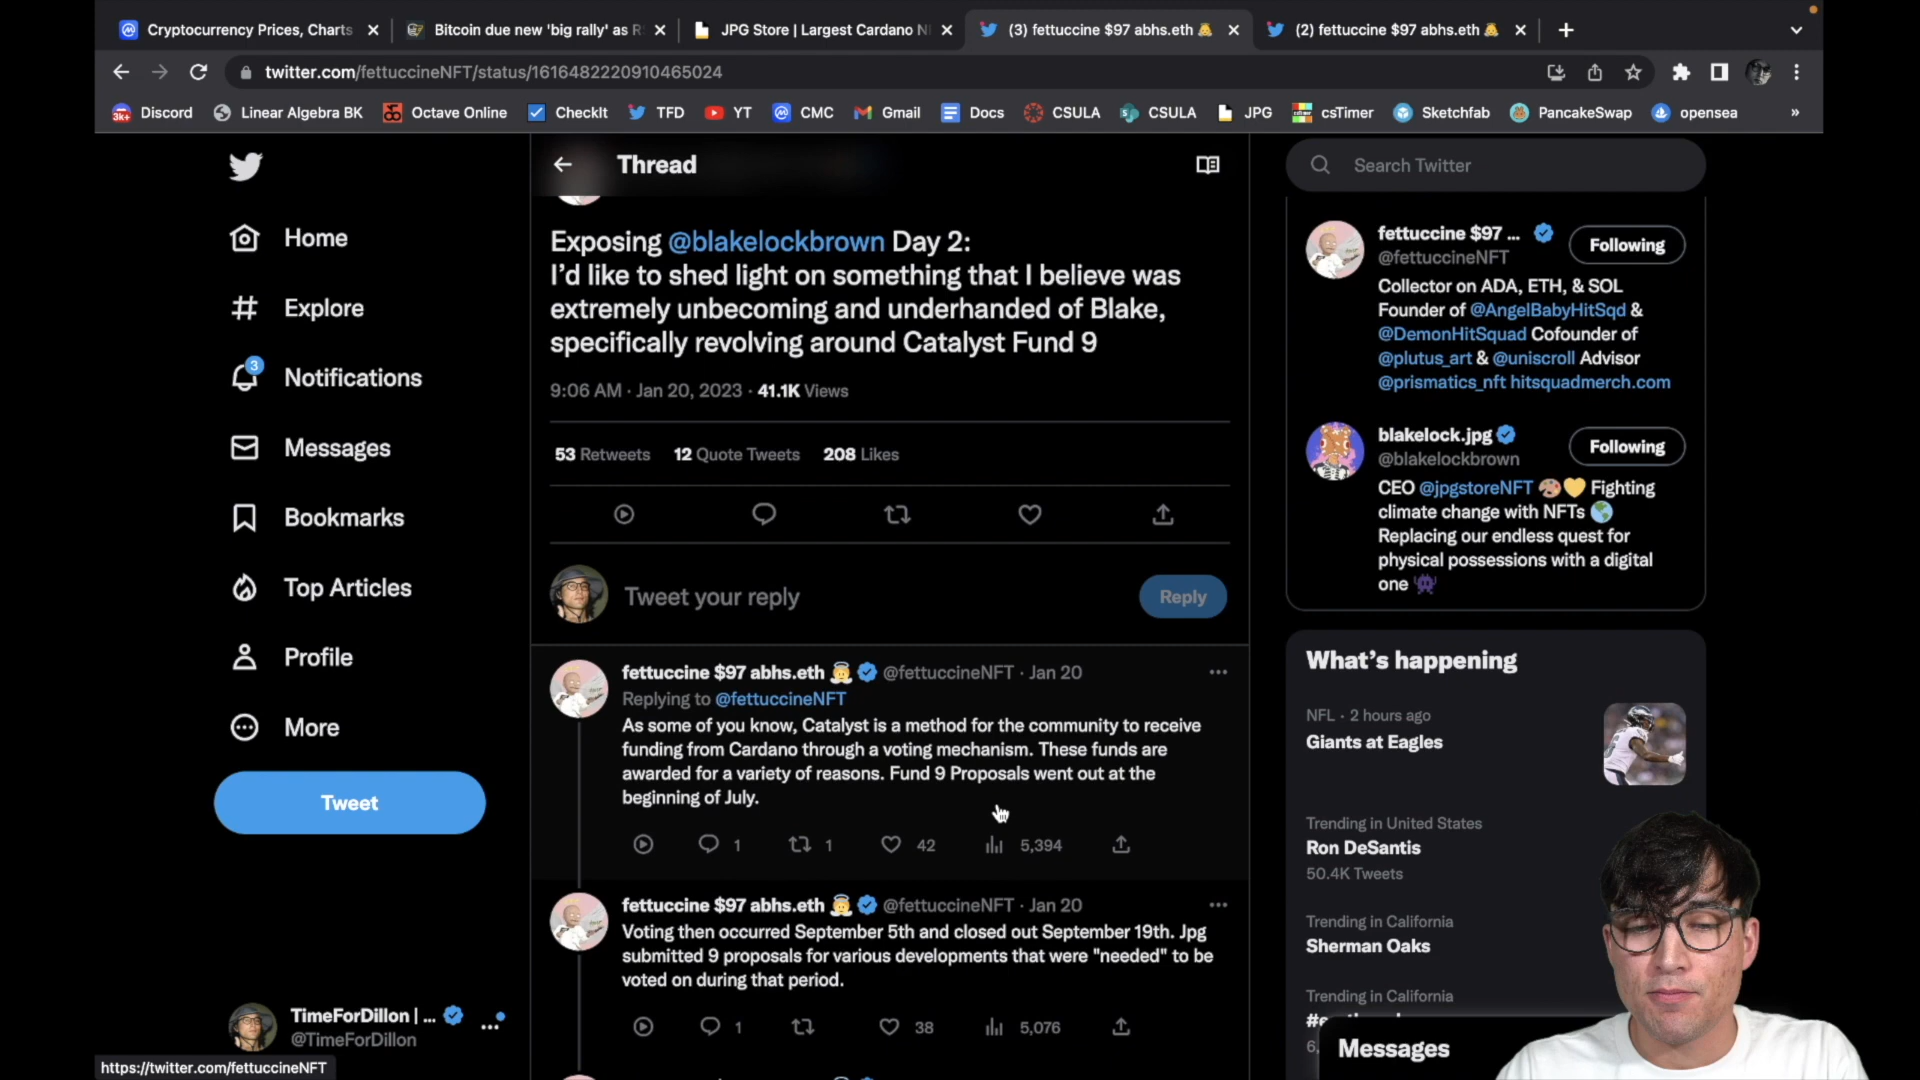 Cryptocurrency Prices, Charts
Bitcoin due new 'big rally' as R
JPG Store | Largest Cardano N
(3) fettuccine $97 abhs.eth
(2) fettuccine $97 abhs.eth
twitter.com/fettuccineNFT/status/1616482220910465024
3k+ Discord
Linear Algebra BK
Octave Online
CheckIt
TFD
YT
CMC
Gmail
Docs
CSULA
CSULA
JPG
csTimer
Sketchfab
PancakeSwap
opensea
»
Home
Explore
3
Notifications
Messages
Bookmarks
Top Articles
Profile
More
Tweet
TimeForDillon | ...
@TimeForDillon
https://twitter.com/fettuccineNFT
Thread
Exposing @blakelockbrown Day 2:
I'd like to shed light on something that I believe was
extremely unbecoming and underhanded of Blake,
specifically revolving around Catalyst Fund 9
9:06 AM · Jan 20, 2023 · 41.1K Views
53 Retweets 12 Quote Tweets 208 Likes
Tweet your reply
Reply
fettuccine $97 abhs.eth @fettuccineNFT · Jan 20
Replying to @fettuccineNFT
As some of you know, Catalyst is a method for the community to receive
funding from Cardano through a voting mechanism. These funds are
awarded for a variety of reasons. Fund 9 Proposals went out at the
beginning of July.
1 1 42 5,394
fettuccine $97 abhs.eth @fettuccineNFT · Jan 20
Voting then occurred September 5th and closed out September 19th. Jpg
submitted 9 proposals for various developments that were "needed" to be
voted on during that period.
1 38 5,076
Search Twitter
fettuccine $97 ...
@fettuccineNFT
Following
Collector on ADA, ETH, & SOL
Founder of @AngelBabyHitSqd &
@DemonHitSquad Cofounder of
@plutus_art & @uniscroll Advisor
@prismatics_nft hitsquadmerch.com
blakelock.jpg
@blakelockbrown
Following
CEO @jpgstoreNFT Fighting
climate change with NFTs
Replacing our endless quest for
physical possessions with a digital
one
What's happening
NFL · 2 hours ago
Giants at Eagles
Trending in United States
Ron DeSantis
50.4K Tweets
Trending in California
Sherman Oaks
Trending in California
Messages